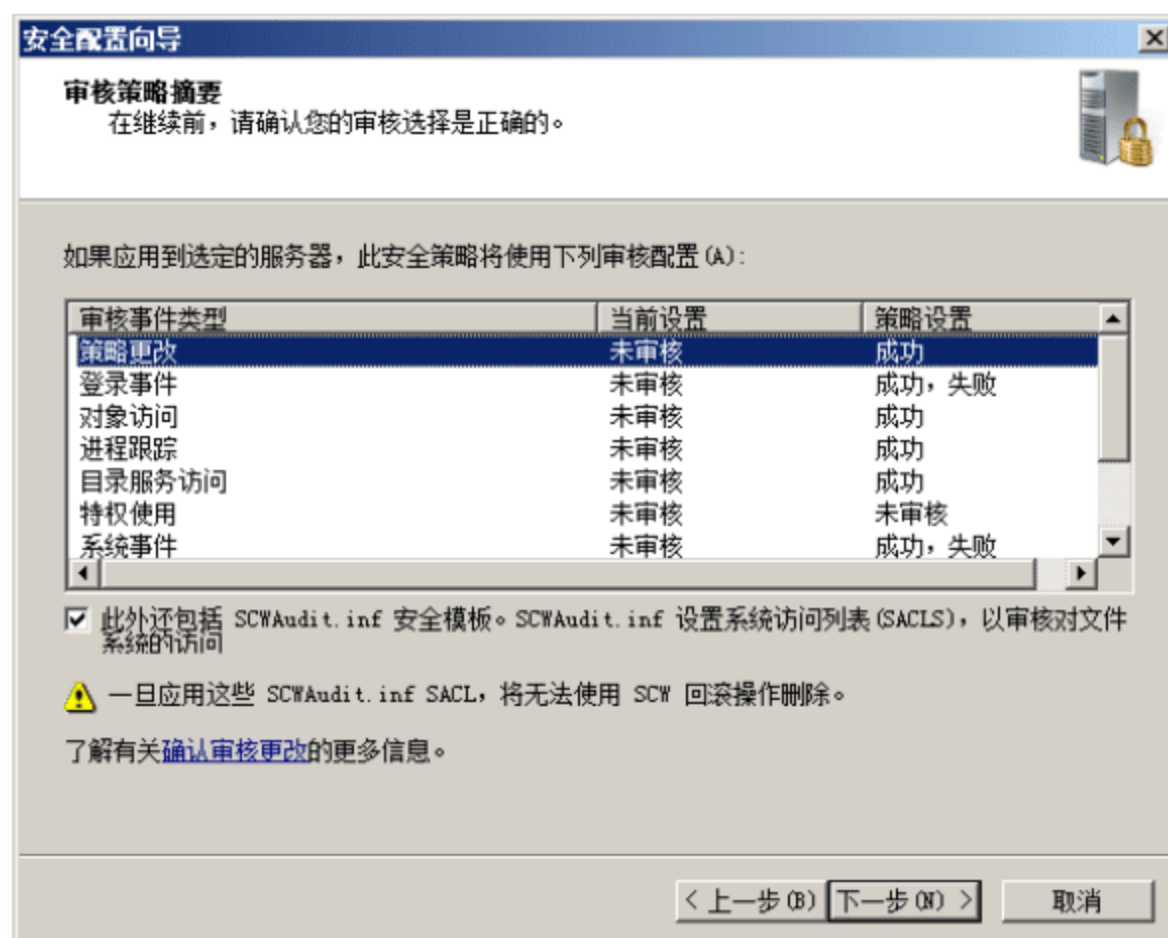 安全配置向导
审核策略摘要
在继续前，请确认您的审核选择是正确的。
如果应用到选定的服务器，此安全策略将使用下列审核配置(A):
审核事件类型 当前设置 策略设置
策略更改 未审核 成功
登录事件 未审核 成功，失败
对象访问 未审核 成功
进程跟踪 未审核 成功
目录服务访问 未审核 成功
特权使用 未审核 未审核
系统事件 未审核 成功，失败
此外还包括 SCWAudit.inf 安全模板。SCWAudit.inf 设置系统访问列表(SACLS)，以审核对文件
系统的访问
一旦应用这些 SCWAudit.inf SACL，将无法使用 SCW 回滚操作删除。
了解有关确认审核更改的更多信息。
< 上一步(B) 下一步(N) > 取消